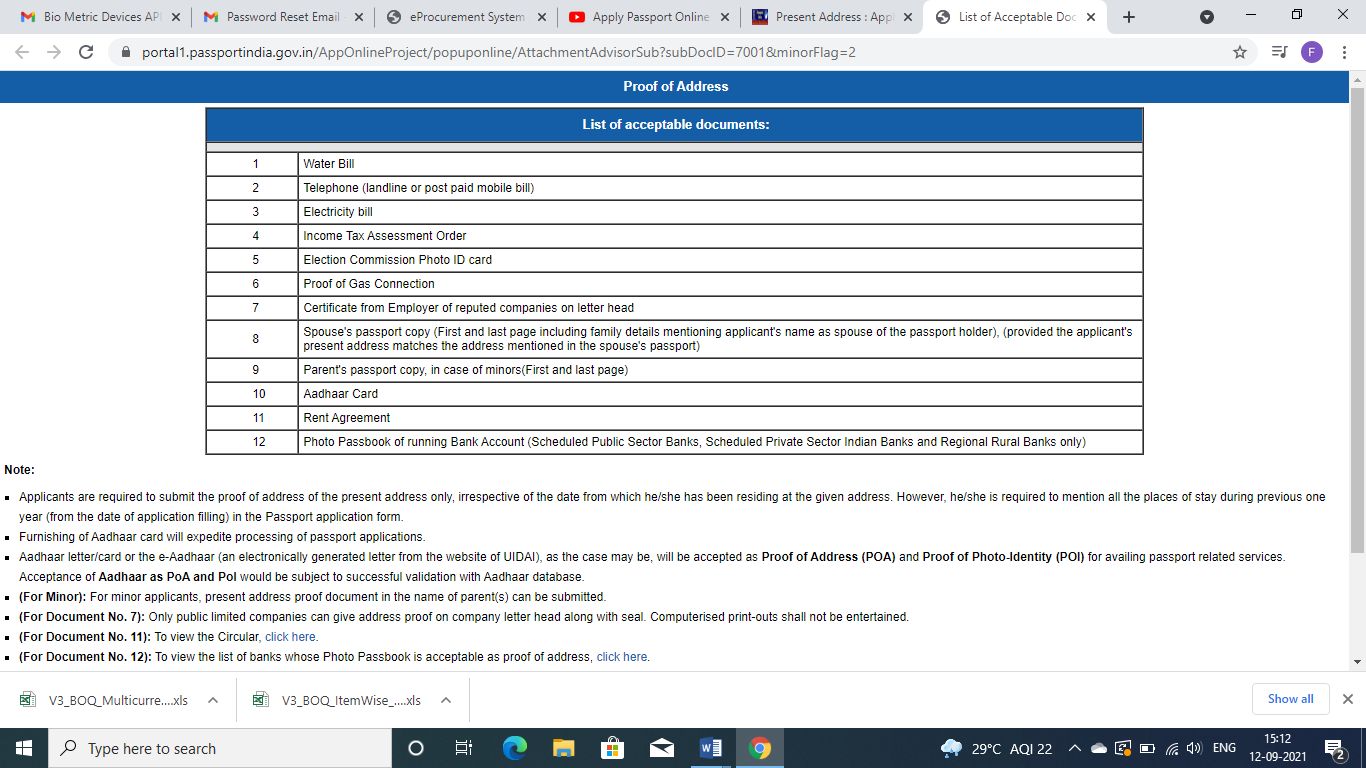 Bio Metric Devices API
Password Reset Email
eProcurement System
Apply Passport Online
Present Address : Appl
List of Acceptable Doc
portal1.passportindia.gov.in/AppOnlineProject/popuponline/AttachmentAdvisorSub?subDocID=7001&minorFlag=2
F
Proof of Address
List of acceptable documents:
1 Water Bill
2 Telephone (landline or post paid mobile bill)
3 Electricity bill
4 Income Tax Assessment Order
5 Election Commission Photo ID card
6 Proof of Gas Connection
7 Certificate from Employer of reputed companies on letter head
8 Spouse's passport copy (First and last page including family details mentioning applicant's name as spouse of the passport holder), (provided the applicant's
present address matches the address mentioned in the spouse's passport)
9 Parent's passport copy, in case of minors(First and last page)
10 Aadhaar Card
11 Rent Agreement
12 Photo Passbook of running Bank Account (Scheduled Public Sector Banks, Scheduled Private Sector Indian Banks and Regional Rural Banks only)
Note:
Applicants are required to submit the proof of address of the present address only, irrespective of the date from which he/she has been residing at the given address. However, he/she is required to mention all the places of stay during previous one
year (from the date of application filling) in the Passport application form.
Furnishing of Aadhaar card will expedite processing of passport applications.
Aadhaar letter/card or the e-Aadhaar (an electronically generated letter from the website of UIDAI), as the case may be, will be accepted as Proof of Address (POA) and Proof of Photo-Identity (POI) for availing passport related services.
Acceptance of Aadhaar as PoA and PoI would be subject to successful validation with Aadhaar database.
(For Minor): For minor applicants, present address proof document in the name of parent(s) can be submitted.
(For Document No. 7): Only public limited companies can give address proof on company letter head along with seal. Computerised print-outs shall not be entertained.
(For Document No. 11): To view the Circular, click here.
(For Document No. 12): To view the list of banks whose Photo Passbook is acceptable as proof of address, click here.
V3_BOQ_Multicurre....xls
V3_BOQ_ItemWise_....xls
Show all
Type here to search
29°C AQI 22
ENG
15:12
12-09-2021
2